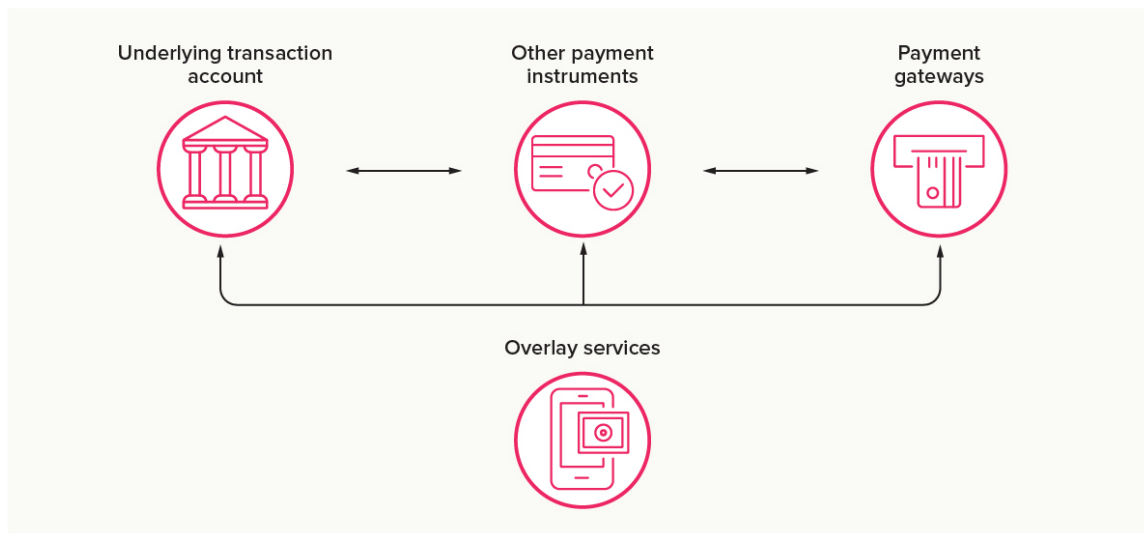 Underlying transaction
account
Other payment
instruments
Payment
gateways
Overlay services